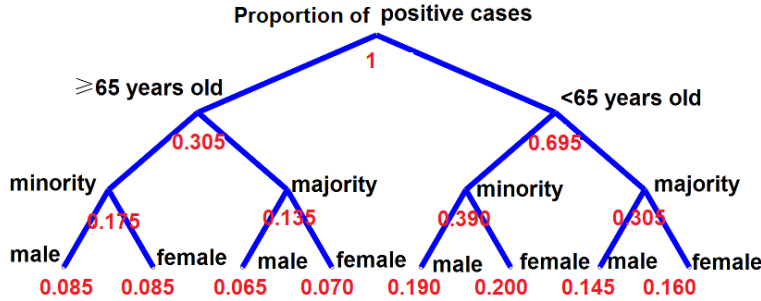 Proportion of positive cases
1
≥65 years old
<65 years old
0.305
0.695
minority
majority
minority
majority
0.175
0.135
0.390
0.305
male
female
male
female
male
female
male
female
0.085
0.085
0.065
0.070
0.190
0.200
0.145
0.160